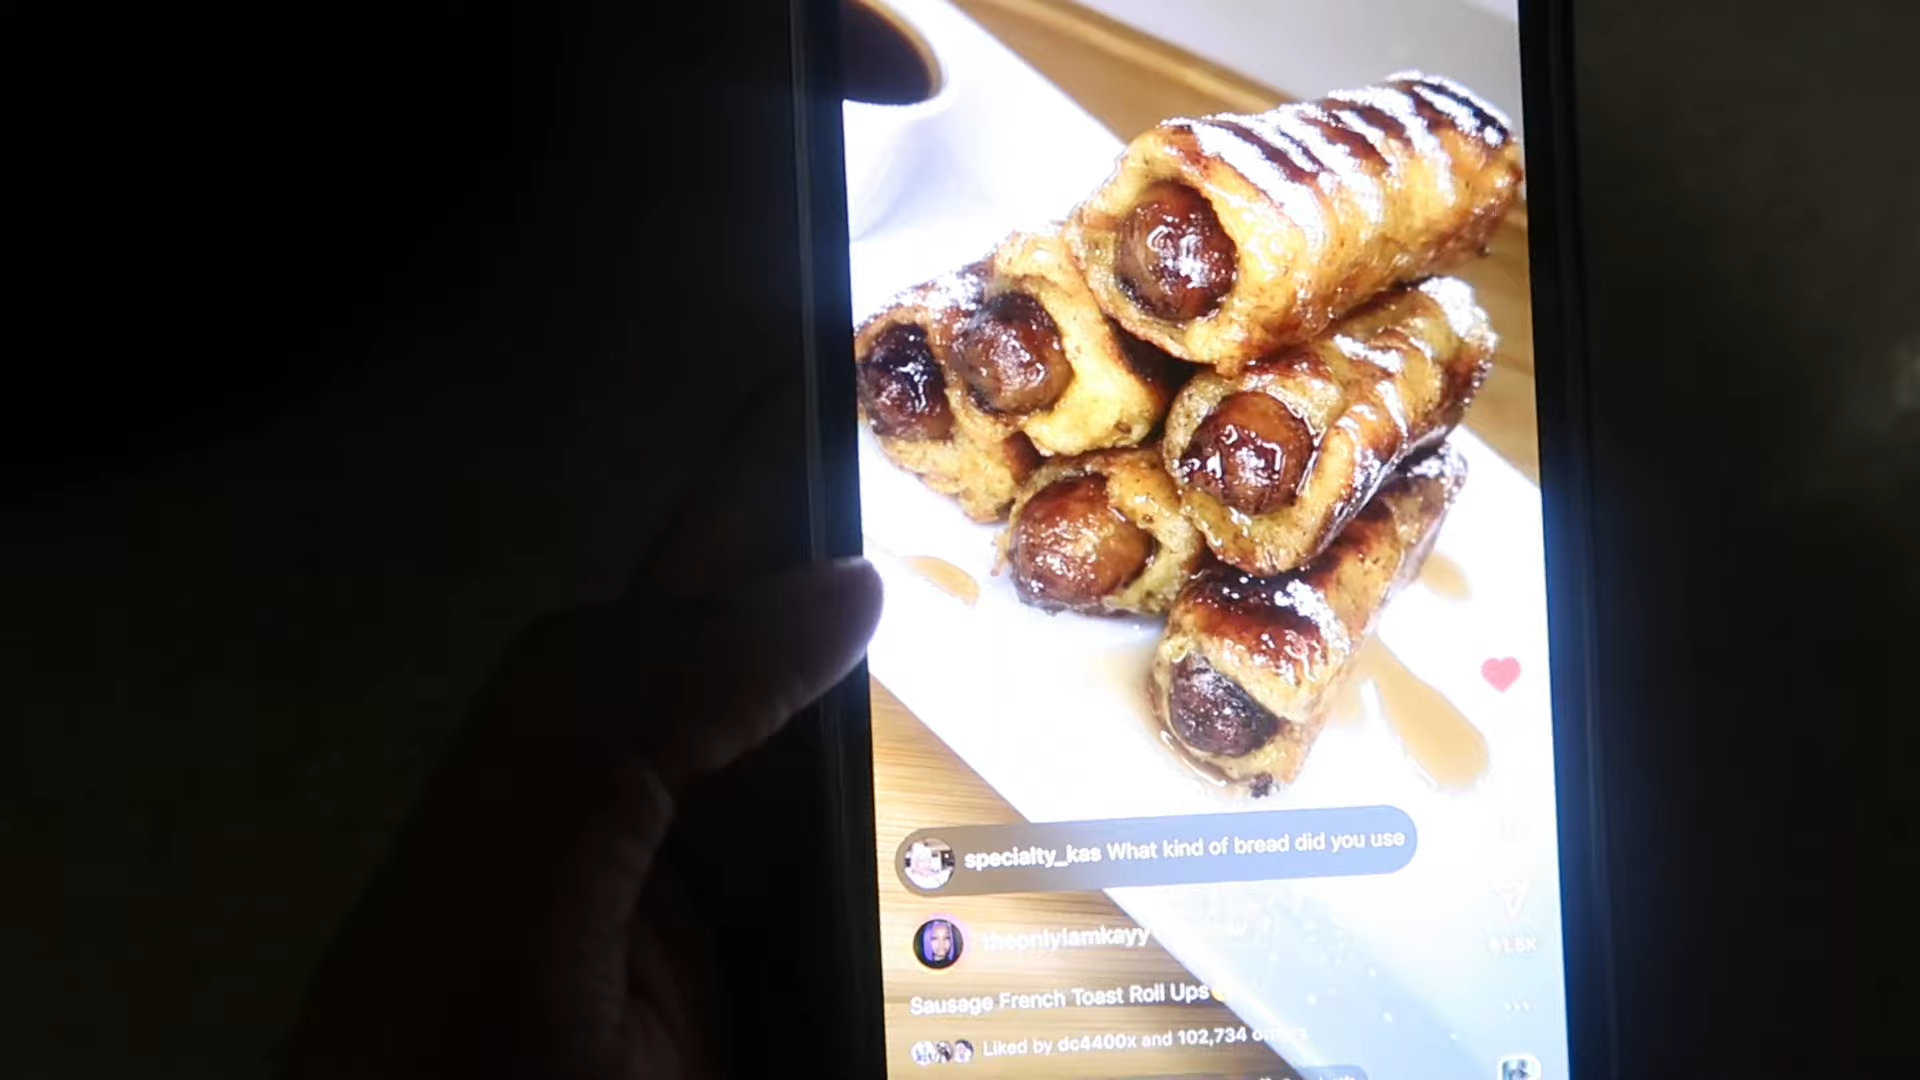 specialty_kas What kind of bread did you use
theonlyiamkayy
Sausage French Toast Roll Ups
Liked by dc4400x and 102,734 others